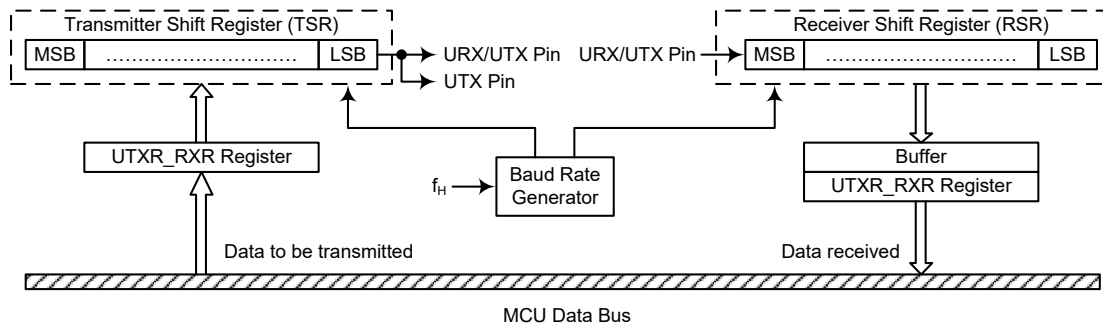 Transmitter Shift Register (TSR)
MSB ………………………… LSB
URX/UTX Pin
UTX Pin
URX/UTX Pin
Receiver Shift Register (RSR)
MSB ………………………… LSB
UTXR_RXR Register
fH
Baud Rate
Generator
Buffer
UTXR_RXR Register
Data to be transmitted
Data received
MCU Data Bus